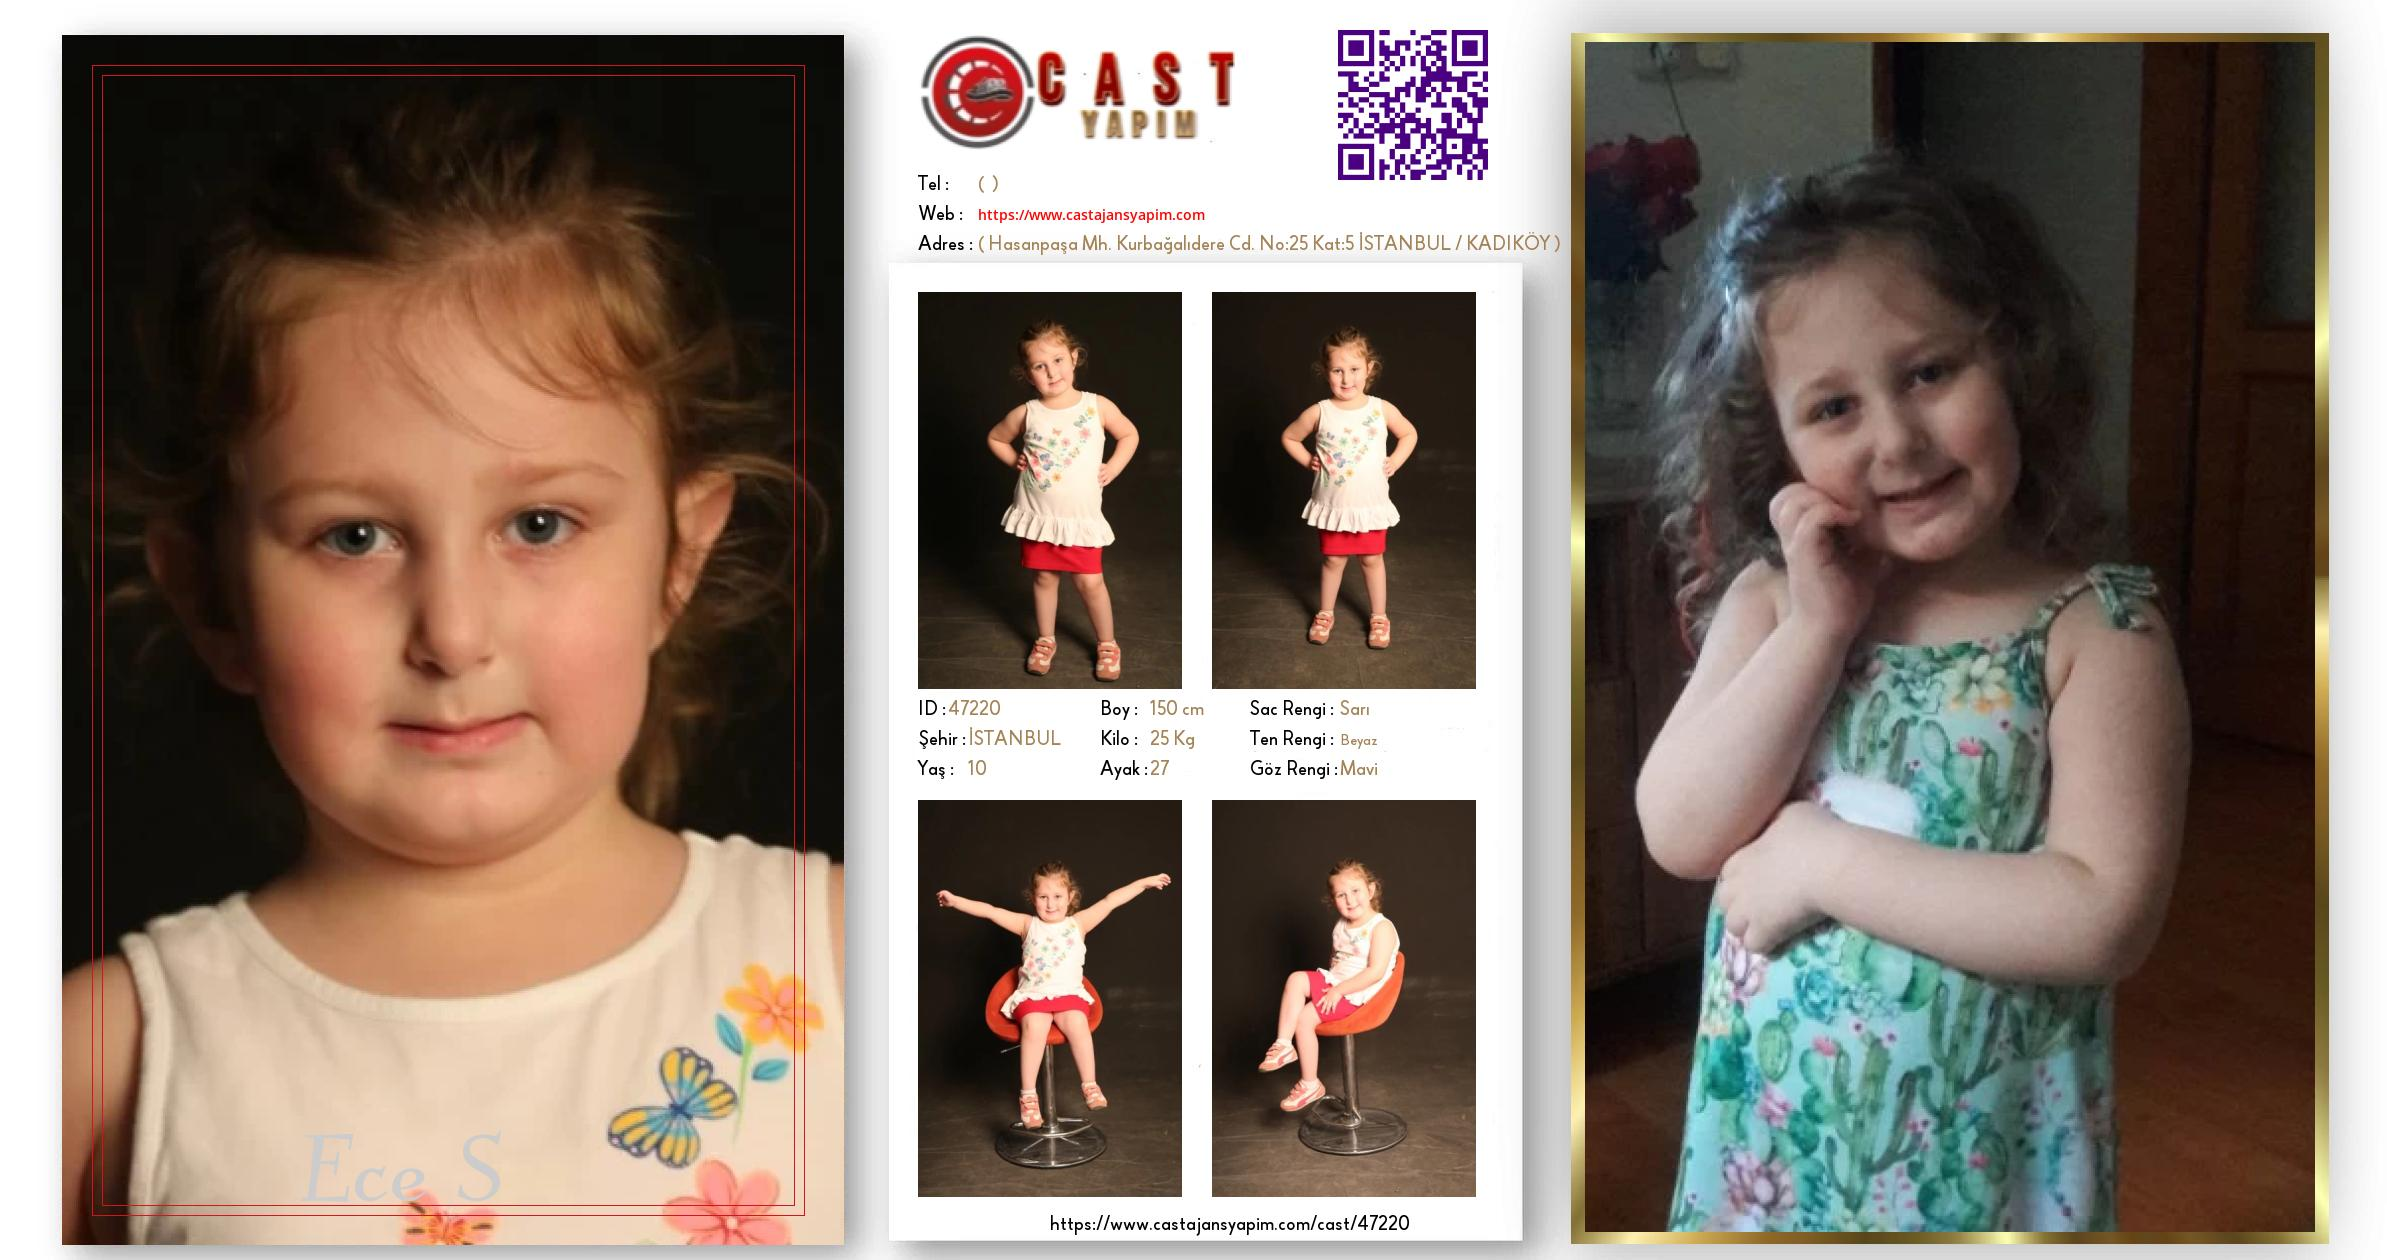 CAST
YAPIM
Tel : ( )
Web : https://www.castajansyapim.com
Adres : ( Hasanpaşa Mh. Kurbağalıdere Cd. No:25 Kat:5 İSTANBUL / KADIKÖY )
ID : 47220 Boy : 150 cm Sac Rengi : Sarı
Şehir : İSTANBUL Kilo : 25 Kg Ten Rengi : Beyaz
Yaş : 10 Ayak : 27 Göz Rengi : Mavi
Ece S
https://www.castajansyapim.com/cast/47220